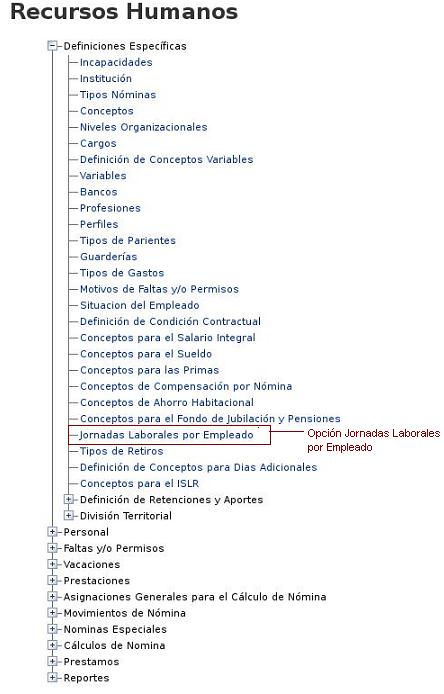 Recursos Humanos
Definiciones Específicas
Incapacidades
Institución
Tipos Nóminas
Conceptos
Niveles Organizacionales
Cargos
Definición de Conceptos Variables
Variables
Bancos
Profesiones
Perfiles
Tipos de Parientes
Guarderías
Tipos de Gastos
Motivos de Faltas y/o Permisos
Situacion del Empleado
Definición de Condición Contractual
Conceptos para el Salario Integral
Conceptos para el Sueldo
Conceptos para las Primas
Conceptos de Compensación por Nómina
Conceptos de Ahorro Habitacional
Conceptos para el Fondo de Jubilación y Pensiones
Jornadas Laborales por Empleado
Opción Jornadas Laborales
por Empleado
Tipos de Retiros
Definición de Conceptos para Dias Adicionales
Conceptos para el ISLR
Definición de Retenciones y Aportes
División Territorial
Personal
Faltas y/o Permisos
Vacaciones
Prestaciones
Asignaciones Generales para el Cálculo de Nómina
Movimientos de Nómina
Nominas Especiales
Cálculos de Nomina
Prestamos
Reportes